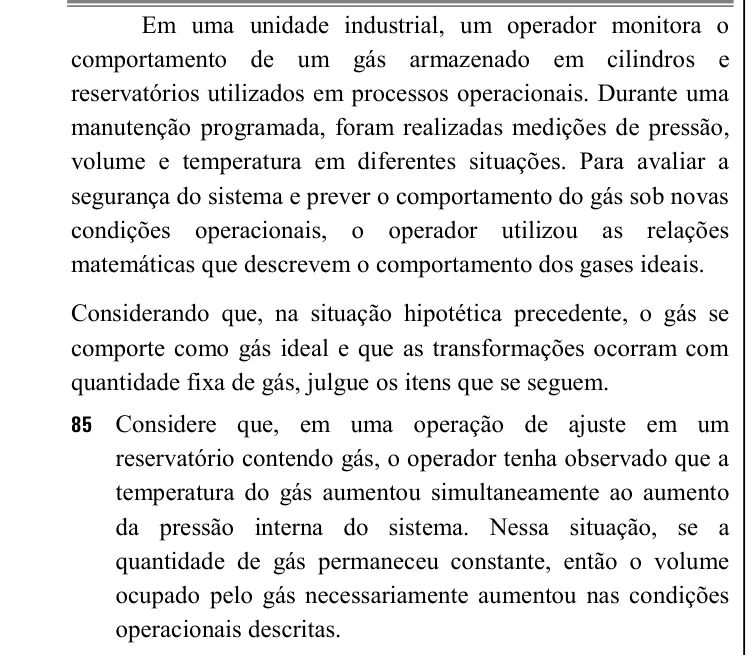 Em uma unidade industrial, um operador monitora o
comportamento de um gás armazenado em cilindros e
reservatórios utilizados em processos operacionais. Durante uma
manutenção programada, foram realizadas medições de pressão,
volume e temperatura em diferentes situações. Para avaliar a
segurança do sistema e prever o comportamento do gás sob novas
condições operacionais, o operador utilizou as relações
matemáticas que descrevem o comportamento dos gases ideais.
Considerando que, na situação hipotética precedente, o gás se
comporte como gás ideal e que as transformações ocorram com
quantidade fixa de gás, julgue os itens que se seguem.
85 Considere que, em uma operação de ajuste em um
reservatório contendo gás, o operador tenha observado que a
temperatura do gás aumentou simultaneamente ao aumento
da pressão interna do sistema. Nessa situação, se a
quantidade de gás permaneceu constante, então o volume
ocupado pelo gás necessariamente aumentou nas condições
operacionais descritas.